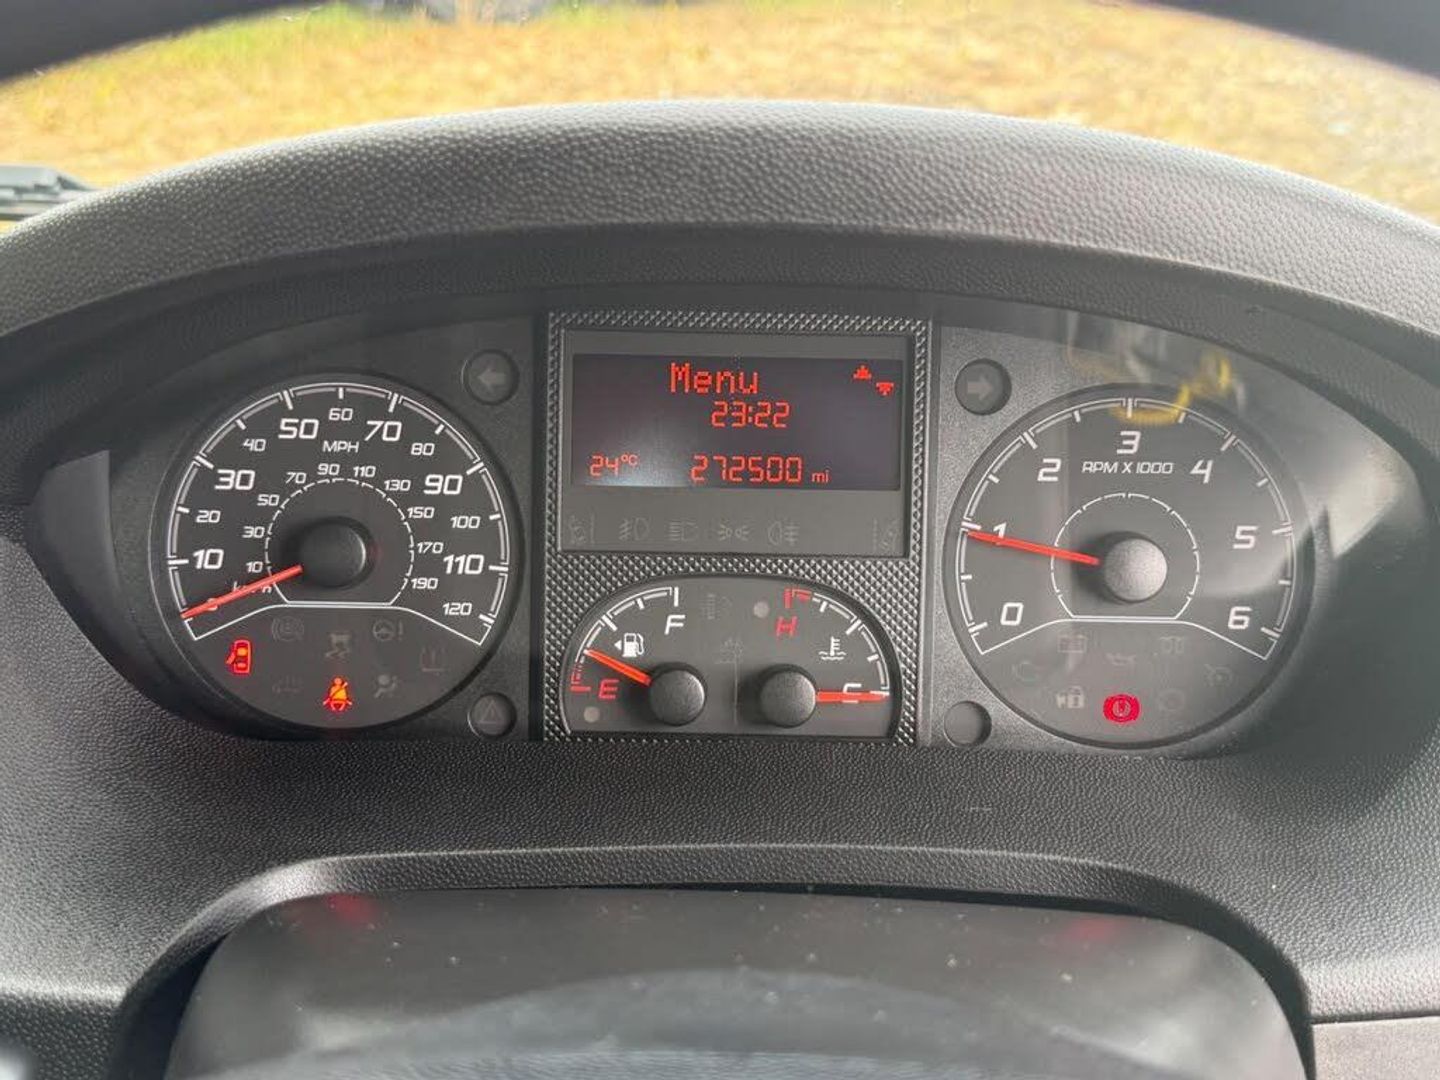 Menu
23:22
24°C 272500 mi
0 10 20 30 40 50 60 70 80 90 100 110 120
MPH
10 30 50 70 90 110 130 150 170 190
km/h
F
E
H
C
0 1 2 3 4 5 6
RPM X 1000